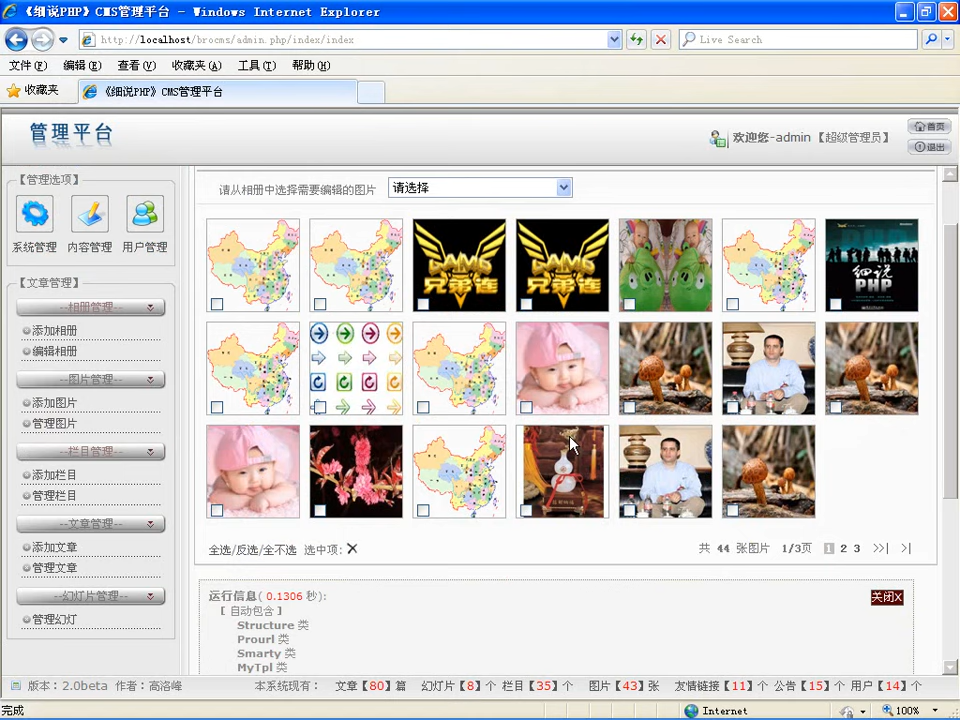 《细说PHP》CMS管理平台 - Windows Internet Explorer
http://localhost/brocms/admin.php/index/index
Live Search
文件(F) 编辑(E) 查看(V) 收藏夹(A) 工具(T) 帮助(H)
收藏夹 《细说PHP》CMS管理平台
管理平台
欢迎您-admin 【超级管理员】
首页
退出
【管理选项】
系统管理 内容管理 用户管理
【文章管理】
--相册管理--
添加相册
编辑相册
--图片管理--
添加图片
管理图片
--栏目管理--
添加栏目
管理栏目
--文章管理--
添加文章
管理文章
--幻灯片管理--
管理幻灯
请从相册中选择需要编辑的图片 请选择
兄弟连
兄弟连
细说
PHP
全选/反选/全不选 选中项: X
共 44 张图片 1/3页 1 2 3 >>| >|
运行信息( 0.1306 秒):
关闭X
[ 自动包含 ]
Structure 类
Prourl 类
Smarty 类
MyTpl 类
版本：2.0beta 作者：高洛峰
本系统现有： 文章【80】篇 幻灯片【8】个 栏目【35】个 图片【43】张 友情链接【11】个 公告【15】个 用户【14】个
完成
Internet
100%